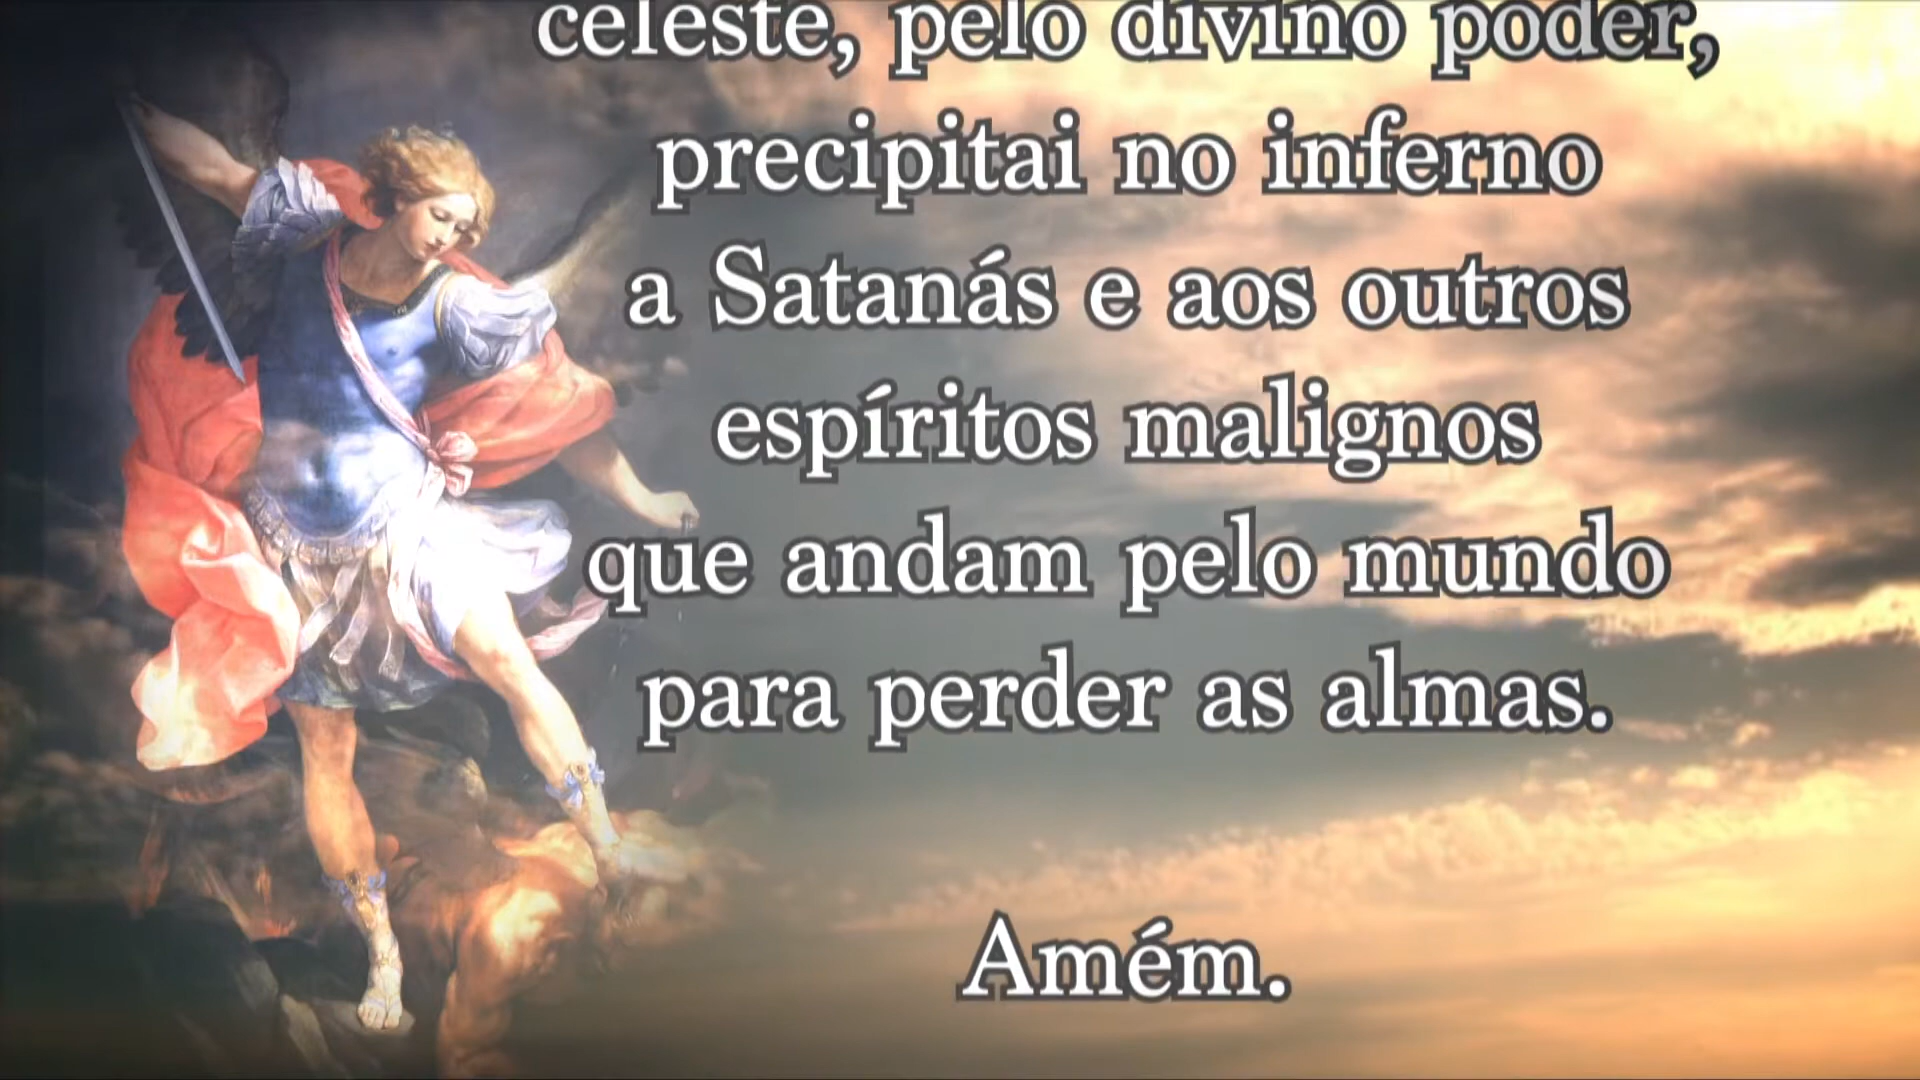 celeste, pelo divino poder,
precipitai no inferno
a Satanás e aos outros
espíritos malignos
que andam pelo mundo
para perder as almas.
Amém.